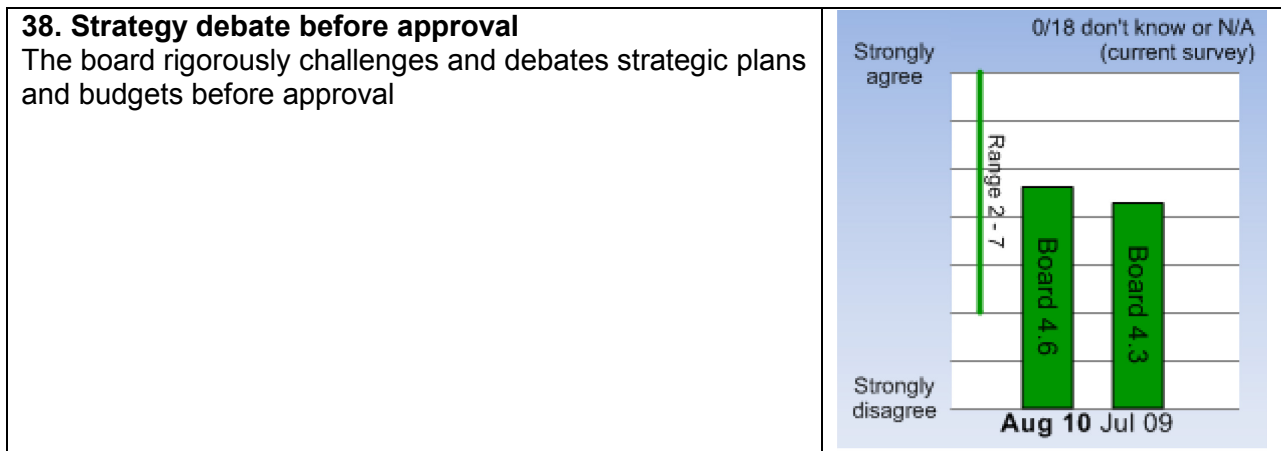 38. Strategy debate before approval
The board rigorously challenges and debates strategic plans
and budgets before approval
0/18 don't know or N/A
(current survey)
Strongly
agree
Range 2 - 7
Board 4.6
Board 4.3
Strongly
disagree
Aug 10 Jul 09